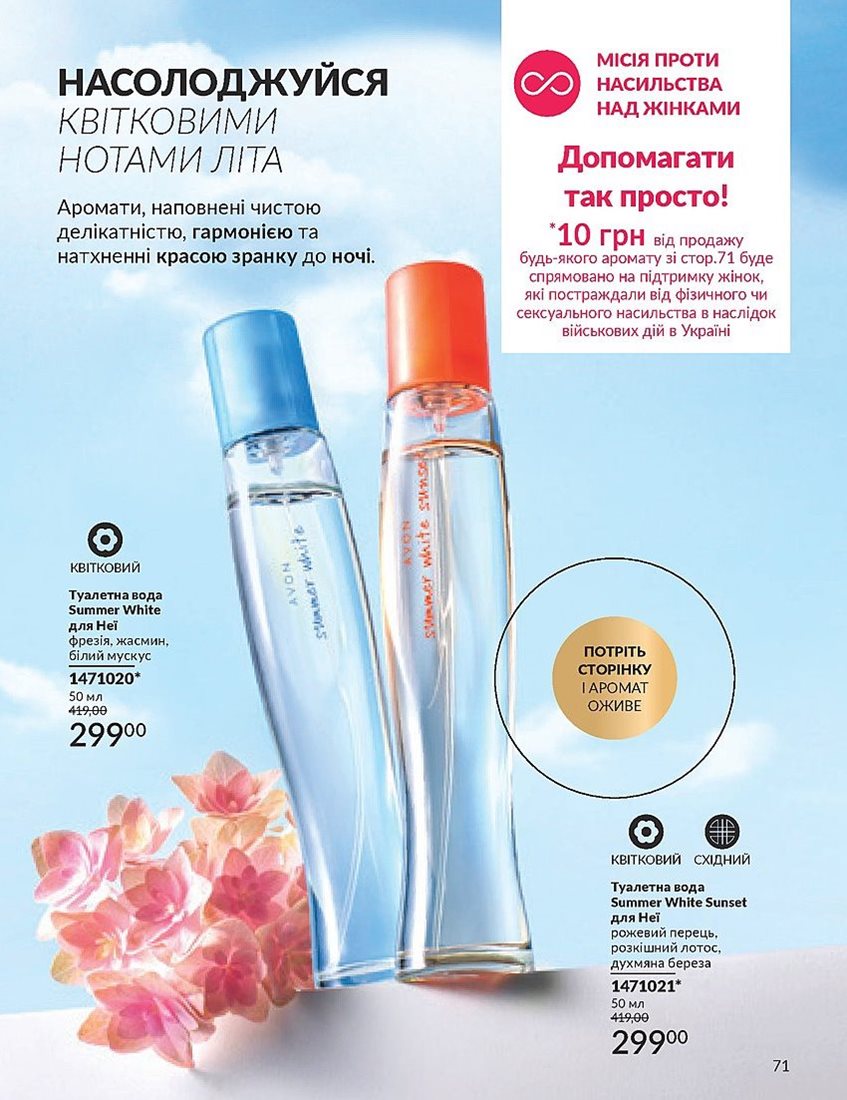 НАСОЛОДЖУЙСЯ
КВІТКОВИМИ
НОТАМИ ЛІТА
Аромати, наповнені чистою
делікатністю, гармонією та
натхненні красою зранку до ночі.
МІСІЯ ПРОТИ
НАСИЛЬСТВА
НАД ЖІНКАМИ
Допомагати
так просто!
*10 грн від продажу
будь-якого аромату зі стор.71 буде
спрямовано на підтримку жінок,
які постраждали від фізичного чи
сексуального насильства в наслідок
військових дій в Україні
AVON
summer white
AVON
summer white sunset
КВІТКОВИЙ
Туалетна вода
Summer White
для Неї
фрезія, жасмин,
білий мускус
1471020*
50 мл
419,00
299⁰⁰
ПОТРІТЬ
СТОРІНКУ
І АРОМАТ
ОЖИВЕ
КВІТКОВИЙ СХІДНИЙ
Туалетна вода
Summer White Sunset
для Неї
рожевий перець,
розкішний лотос,
духмяна береза
1471021*
50 мл
419,00
299⁰⁰
71